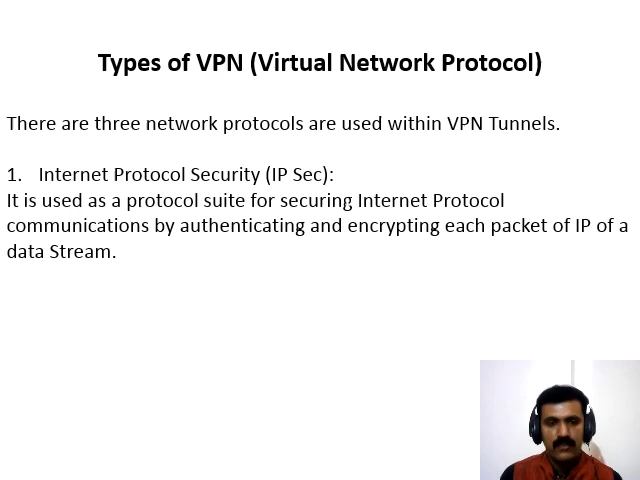 Types of VPN (Virtual Network Protocol)
There are three network protocols are used within VPN Tunnels.
1. Internet Protocol Security (IP Sec):
It is used as a protocol suite for securing Internet Protocol
communications by authenticating and encrypting each packet of IP of a
data Stream.